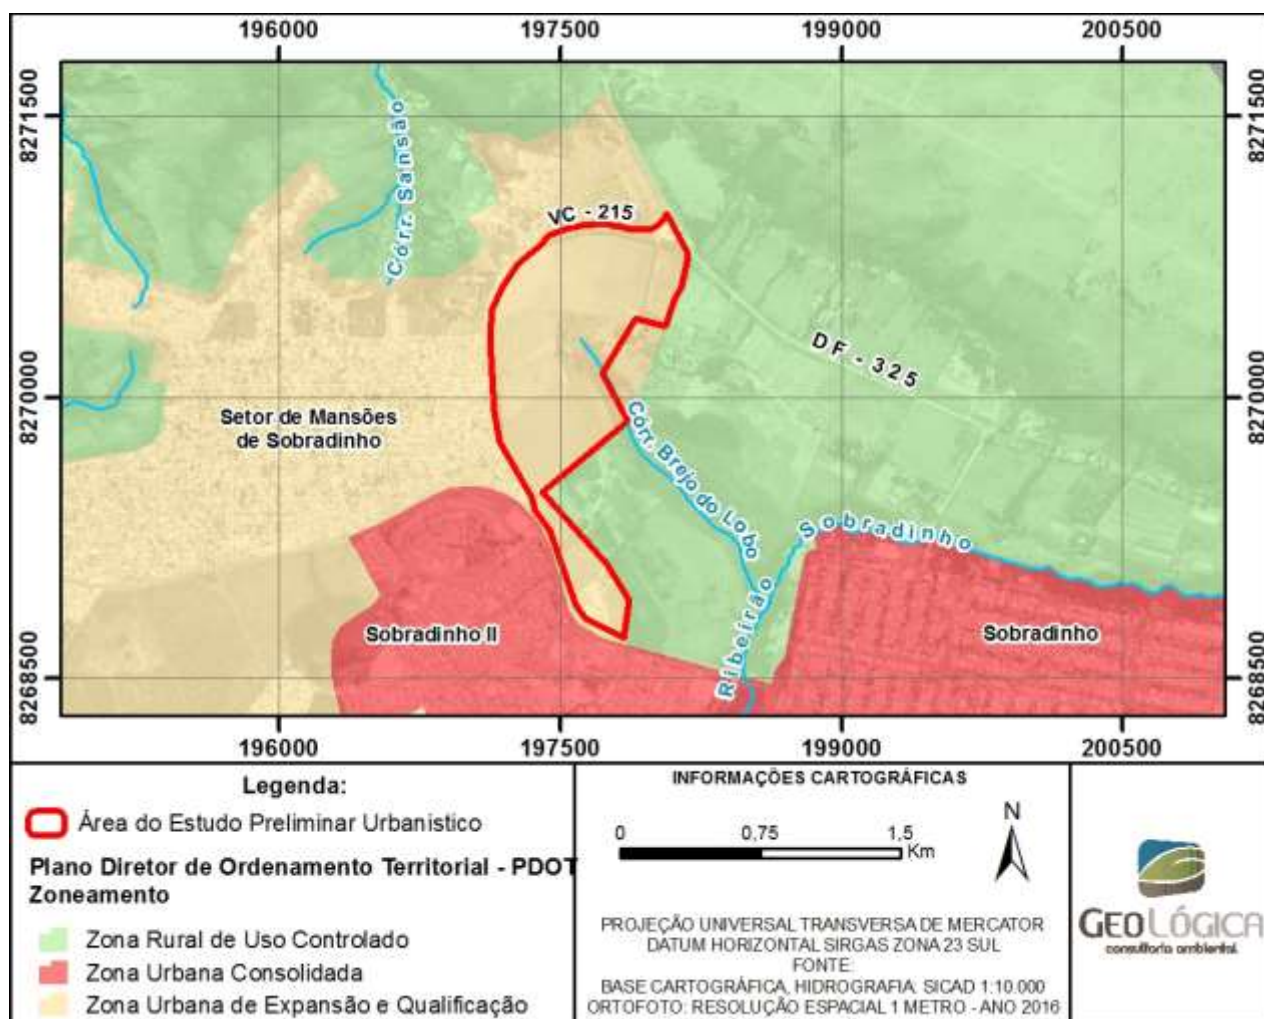 196000 197500 199000 200500
8271500 8271500
Córr. Sansão
VC - 215
DF - 325
8270000 8270000
Setor de Mansões
de Sobradinho
Córr. Brejo do Lobo
Ribeirão Sobradinho
Sobradinho II
Sobradinho
8268500 8268500
196000 197500 199000 200500
Legenda:
Área do Estudo Preliminar Urbanistico
Plano Diretor de Ordenamento Territorial - PDOT
Zoneamento
Zona Rural de Uso Controlado
Zona Urbana Consolidada
Zona Urbana de Expansão e Qualificação
INFORMAÇÕES CARTOGRÁFICAS
N
0 0,75 1,5
Km
PROJEÇÃO UNIVERSAL TRANSVERSA DE MERCATOR
DATUM HORIZONTAL SIRGAS ZONA 23 SUL
FONTE:
BASE CARTOGRÁFICA, HIDROGRAFIA: SICAD 1:10.000
ORTOFOTO: RESOLUÇÃO ESPACIAL 1 METRO - ANO 2016
GEOLÓGICA
consultoria ambiental